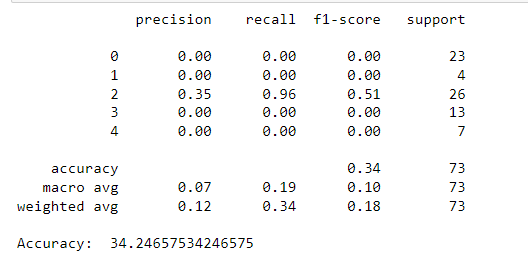 precision recall f1-score support
0 0.00 0.00 0.00 23
1 0.00 0.00 0.00 4
2 0.35 0.96 0.51 26
3 0.00 0.00 0.00 13
4 0.00 0.00 0.00 7
accuracy 0.34 73
macro avg 0.07 0.19 0.10 73
weighted avg 0.12 0.34 0.18 73
Accuracy: 34.24657534246575